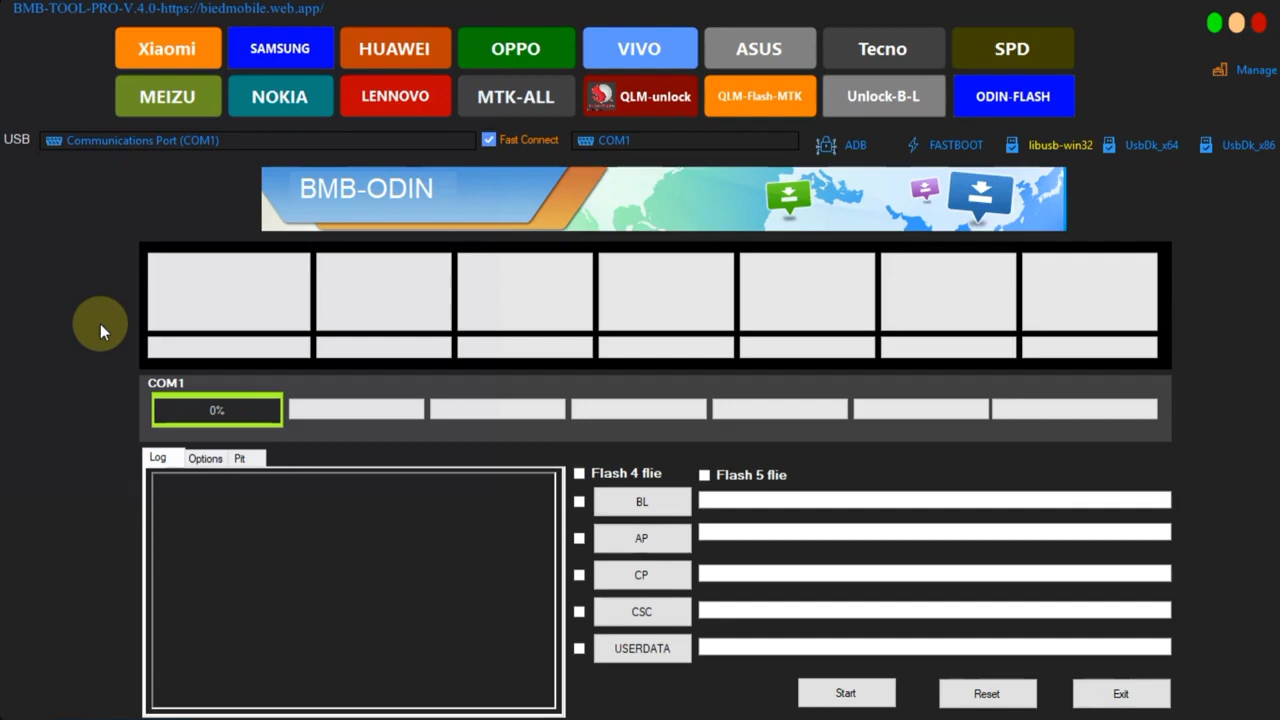 BMB-TOOL-PRO-V.4.0-https://biedmobile.web.app/
Xiaomi SAMSUNG HUAWEI OPPO VIVO ASUS Tecno SPD
Manage
MEIZU NOKIA LENNOVO MTK-ALL QLM-unlock QLM-Flash-MTK Unlock-B-L ODIN-FLASH
USB Communications Port (COM1) Fast Connect COM1 ADB FASTBOOT libusb-win32 UsbDk_x64 UsbDk_x86
BMB-ODIN
COM1
0%
Log Options Pit
Flash 4 flie Flash 5 flie
BL
AP
CP
CSC
USERDATA
Start Reset Exit